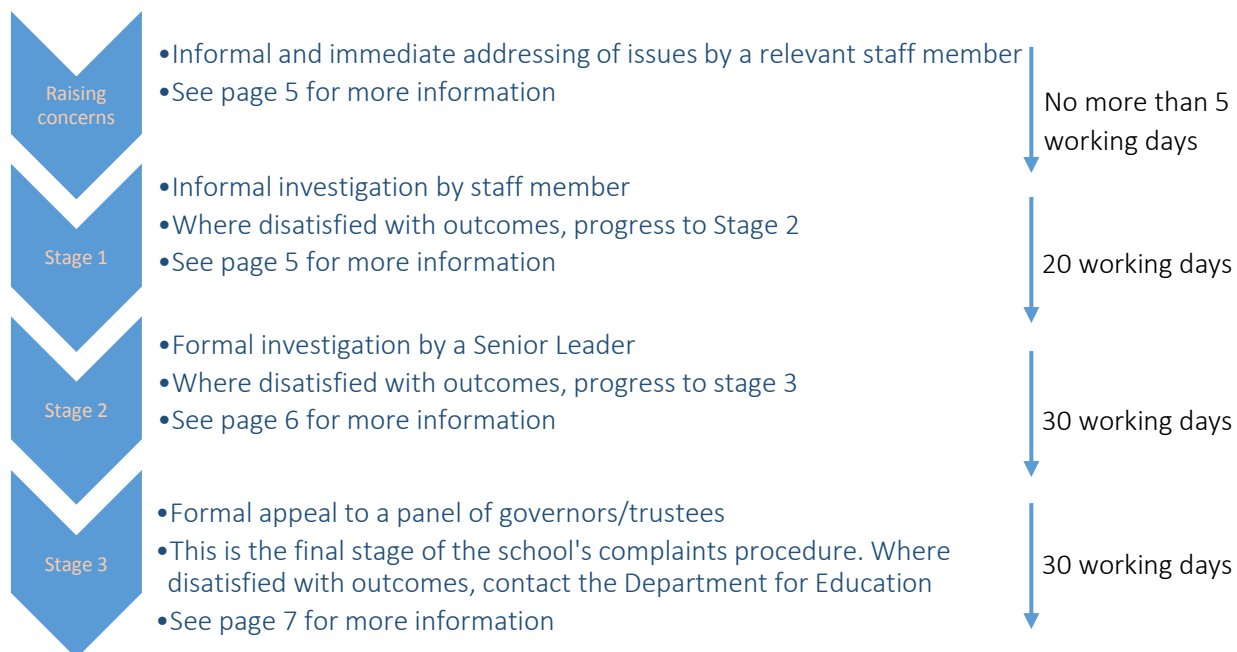 Raising
concerns
•Informal and immediate addressing of issues by a relevant staff member
•See page 5 for more information
No more than 5
working days
Stage 1
•Informal investigation by staff member
•Where disatisfied with outcomes, progress to Stage 2
•See page 5 for more information
20 working days
Stage 2
•Formal investigation by a Senior Leader
•Where disatisfied with outcomes, progress to stage 3
•See page 6 for more information
30 working days
Stage 3
•Formal appeal to a panel of governors/trustees
•This is the final stage of the school's complaints procedure. Where
disatisfied with outcomes, contact the Department for Education
•See page 7 for more information
30 working days